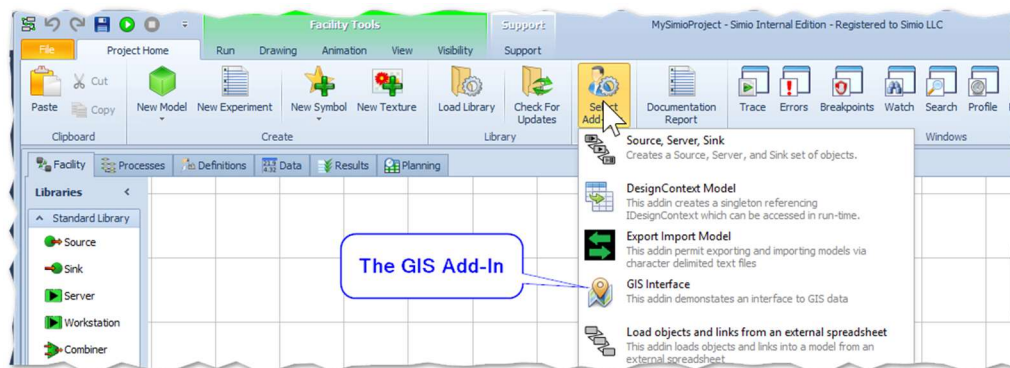 Facility Tools
Support
MySimioProject - Simio Internal Edition - Registered to Simio LLC
File
Project Home
Run
Drawing
Animation
View
Visibility
Support
Paste
Cut
Copy
New Model
New Experiment
New Symbol
New Texture
Load Library
Check For
Updates
Select
Add-
Documentation
Report
Trace
Errors
Breakpoints
Watch
Search
Profile
Clipboard
Create
Library
Windows
Facility
Processes
Definitions
Data
Results
Planning
Libraries
Standard Library
Source
Sink
Server
Workstation
Combiner
The GIS Add-In
Source, Server, Sink
Creates a Source, Server, and Sink set of objects.
DesignContext Model
This addin creates a singleton referencing
IDesignContext which can be accessed in run-time.
Export Import Model
This addin permit exporting and importing models via
character delimited text files
GIS Interface
This addin demonstates an interface to GIS data
Load objects and links from an external spreadsheet
This addin loads objects and links into a model from an
external spreadsheet